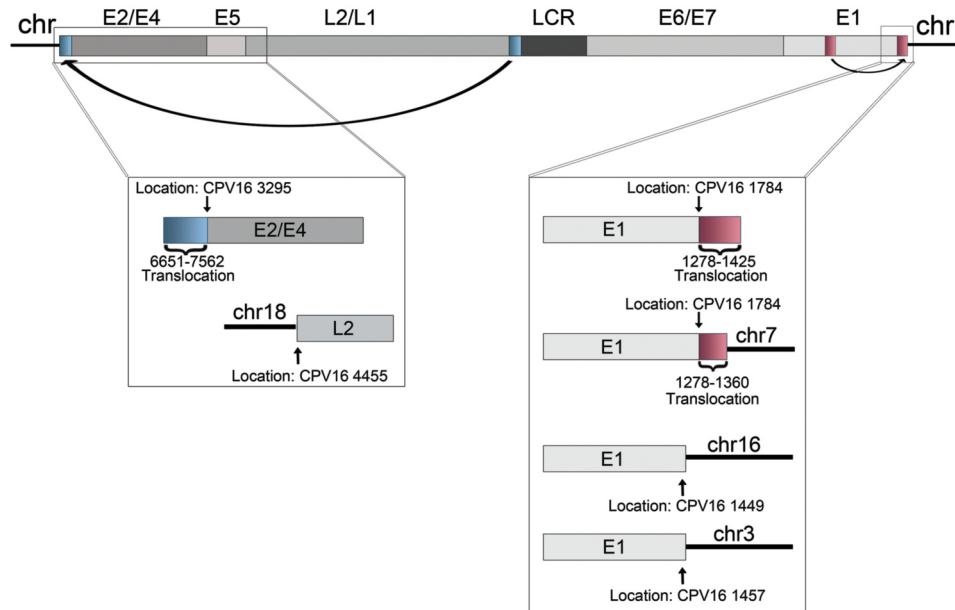 chr E2/E4 E5 L2/L1 LCR E6/E7 E1 chr
Location: CPV16 3295
E2/E4
6651-7562
Translocation
chr18
L2
Location: CPV16 4455
Location: CPV16 1784
E1
1278-1425
Translocation
Location: CPV16 1784
E1
chr7
1278-1360
Translocation
E1
chr16
Location: CPV16 1449
E1
chr3
Location: CPV16 1457